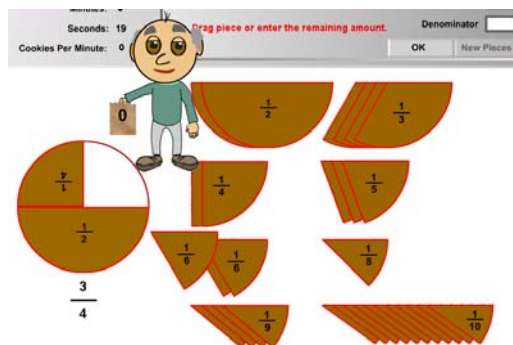 Seconds: 19
Drag piece or enter the remaining amount.
Denominator
Cookies Per Minute: 0
OK
New Pieces
0
1/2
1/3
1/4
1/4
1/5
1/2
1/6
1/6
1/8
3/4
1/9
1/10